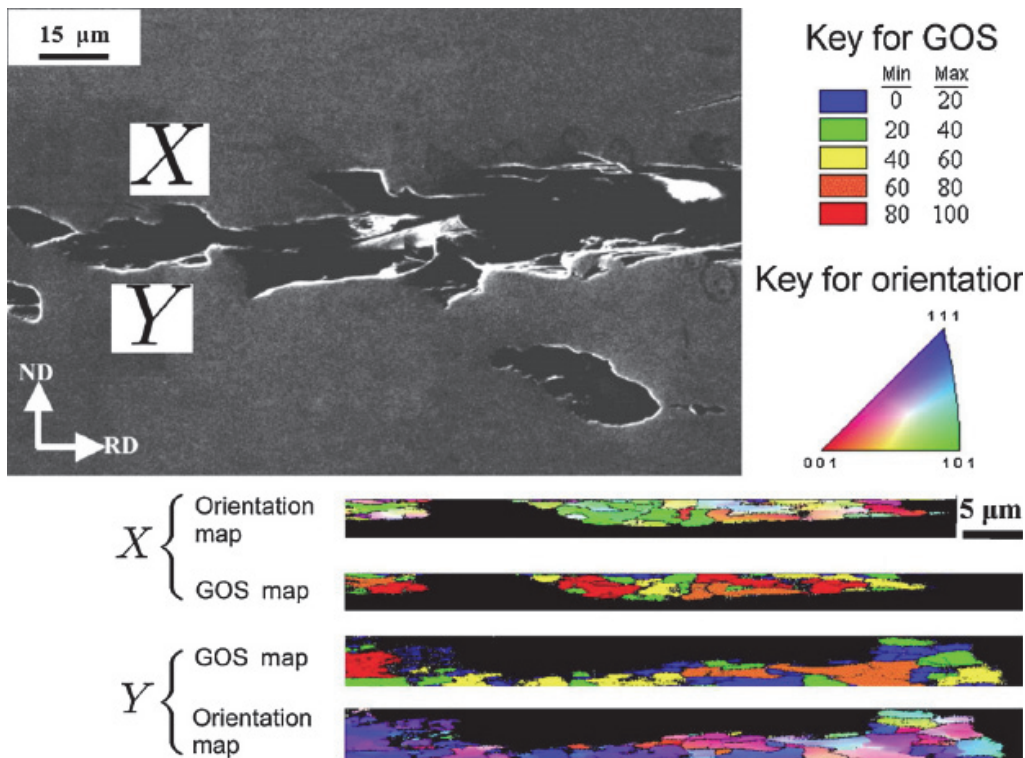 15 μm
X
Y
ND
RD
Key for GOS
Min Max
0 20
20 40
40 60
60 80
80 100
Key for orientation
111
001 101
X
Orientation map
GOS map
5 μm
Y
GOS map
Orientation map